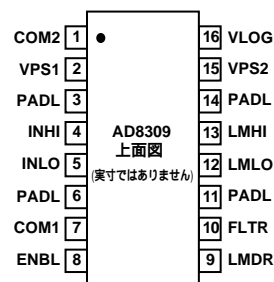 COM2 1 16 VLOG
VPS1 2 15 VPS2
PADL 3 14 PADL
INHI 4 AD8309 13 LMHI
上面図
INLO 5 (実寸ではありません) 12 LMLO
PADL 6 11 PADL
COM1 7 10 FLTR
ENBL 8 9 LMDR